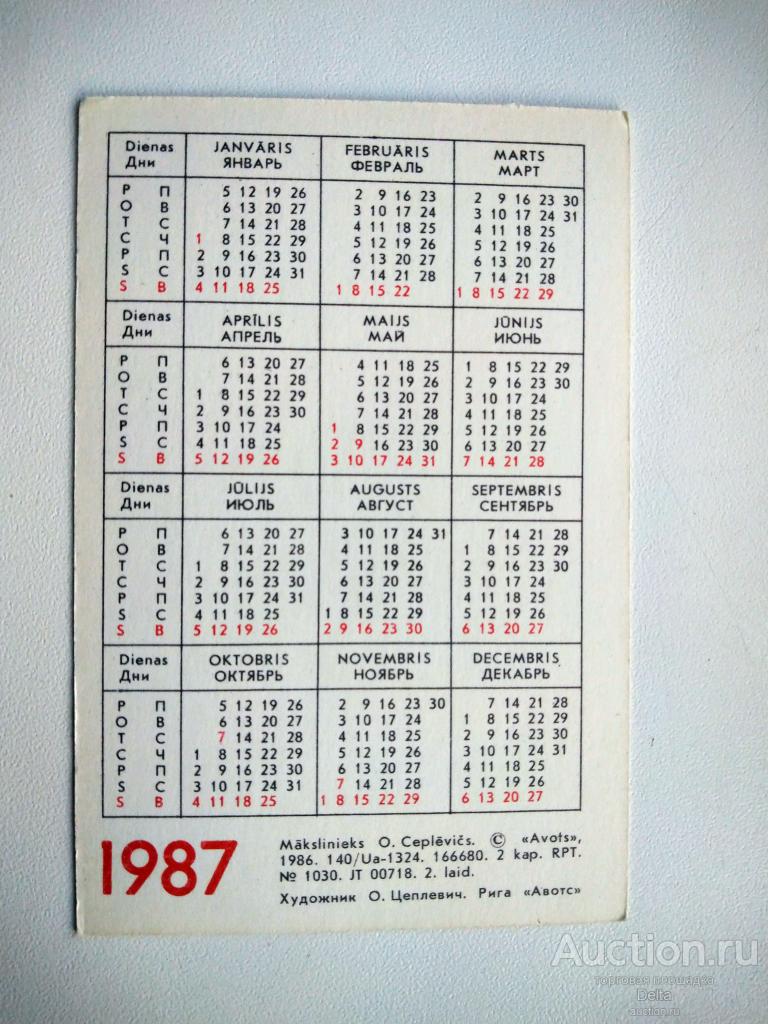 Dienas JANVĀRIS FEBRUĀRIS MARTS
Дни ЯНВАРЬ ФЕВРАЛЬ МАРТ
P П 5 12 19 26 2 9 16 23 2 9 16 23 30
O В 6 13 20 27 3 10 17 24 3 10 17 24 31
T С 7 14 21 28 4 11 18 25 4 11 18 25
C Ч 1 8 15 22 29 5 12 19 26 5 12 19 26
P П 2 9 16 23 30 6 13 20 27 6 13 20 27
S С 3 10 17 24 31 7 14 21 28 7 14 21 28
S В 4 11 18 25 1 8 15 22 1 8 15 22 29
Dienas APRĪLIS MAIJS JŪNIJS
Дни АПРЕЛЬ МАЙ ИЮНЬ
P П 6 13 20 27 4 11 18 25 1 8 15 22 29
O В 7 14 21 28 5 12 19 26 2 9 16 23 30
T С 1 8 15 22 29 6 13 20 27 3 10 17 24
C Ч 2 9 16 23 30 7 14 21 28 4 11 18 25
P П 3 10 17 24 1 8 15 22 29 5 12 19 26
S С 4 11 18 25 2 9 16 23 30 6 13 20 27
S В 5 12 19 26 3 10 17 24 31 7 14 21 28
Dienas JŪLIJS AUGUSTS SEPTEMBRIS
Дни ИЮЛЬ АВГУСТ СЕНТЯБРЬ
P П 6 13 20 27 3 10 17 24 31 7 14 21 28
O В 7 14 21 28 4 11 18 25 1 8 15 22 29
T С 1 8 15 22 29 5 12 19 26 2 9 16 23 30
C Ч 2 9 16 23 30 6 13 20 27 3 10 17 24
P П 3 10 17 24 31 7 14 21 28 4 11 18 25
S С 4 11 18 25 1 8 15 22 29 5 12 19 26
S В 5 12 19 26 2 9 16 23 30 6 13 20 27
Dienas OKTOBRIS NOVEMBRIS DECEMBRIS
Дни ОКТЯБРЬ НОЯБРЬ ДЕКАБРЬ
P П 5 12 19 26 2 9 16 23 30 7 14 21 28
O В 6 13 20 27 3 10 17 24 1 8 15 22 29
T С 7 14 21 28 4 11 18 25 2 9 16 23 30
C Ч 1 8 15 22 29 5 12 19 26 3 10 17 24 31
P П 2 9 16 23 30 6 13 20 27 4 11 18 25
S С 3 10 17 24 31 7 14 21 28 5 12 19 26
S В 4 11 18 25 1 8 15 22 29 6 13 20 27
1987
Mākslinieks O. Ceplēvičs. © «Avots»,
1986. 140/Ua-1324. 166680. 2 kap. RPT.
№ 1030. JT 00718. 2. laid.
Художник О. Цеплевич. Рига «Авотс»
Auction.ru
торговая площадка
Delta
auction.ru